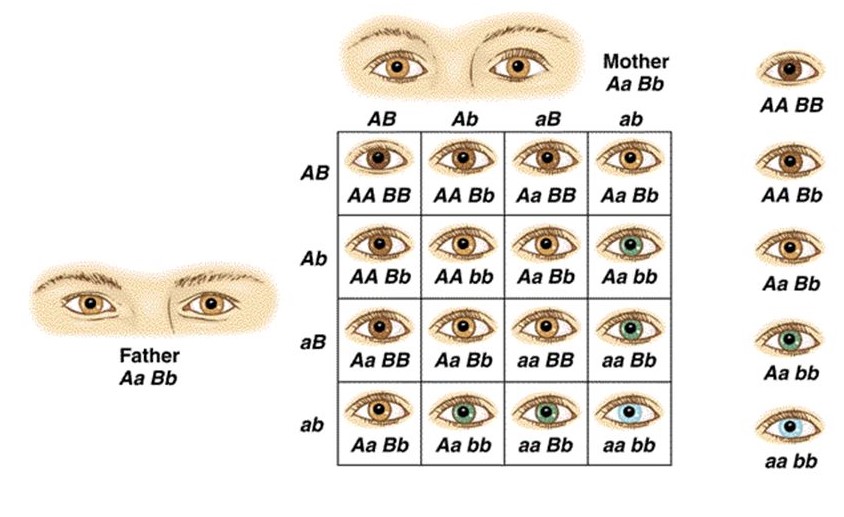 Mother
Aa Bb
AA BB
AB Ab aB ab
AB
AA BB AA Bb Aa BB Aa Bb
AA Bb
Ab
AA Bb AA bb Aa Bb Aa bb
Aa Bb
Father
Aa Bb
aB
Aa BB Aa Bb aa BB aa Bb
Aa bb
ab
Aa Bb Aa bb aa Bb aa bb
aa bb